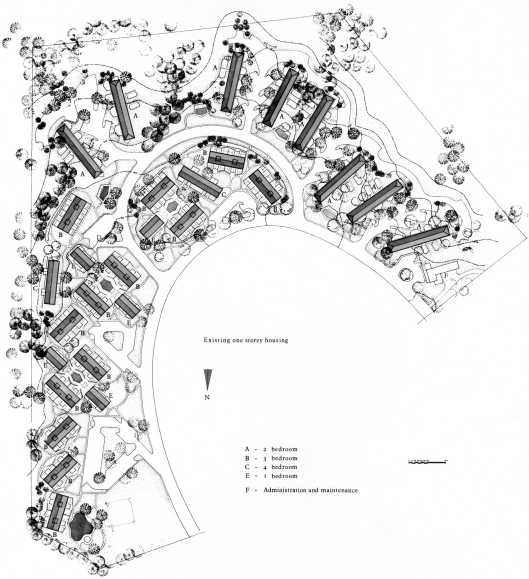 A
A
A
A
B
B
B
B
B
E
B
B
E
B
B
F
Existing one storey housing
N
A - 2 bedroom
B - 3 bedroom
C - 4 bedroom
E - 1 bedroom
F - Administration and maintenance